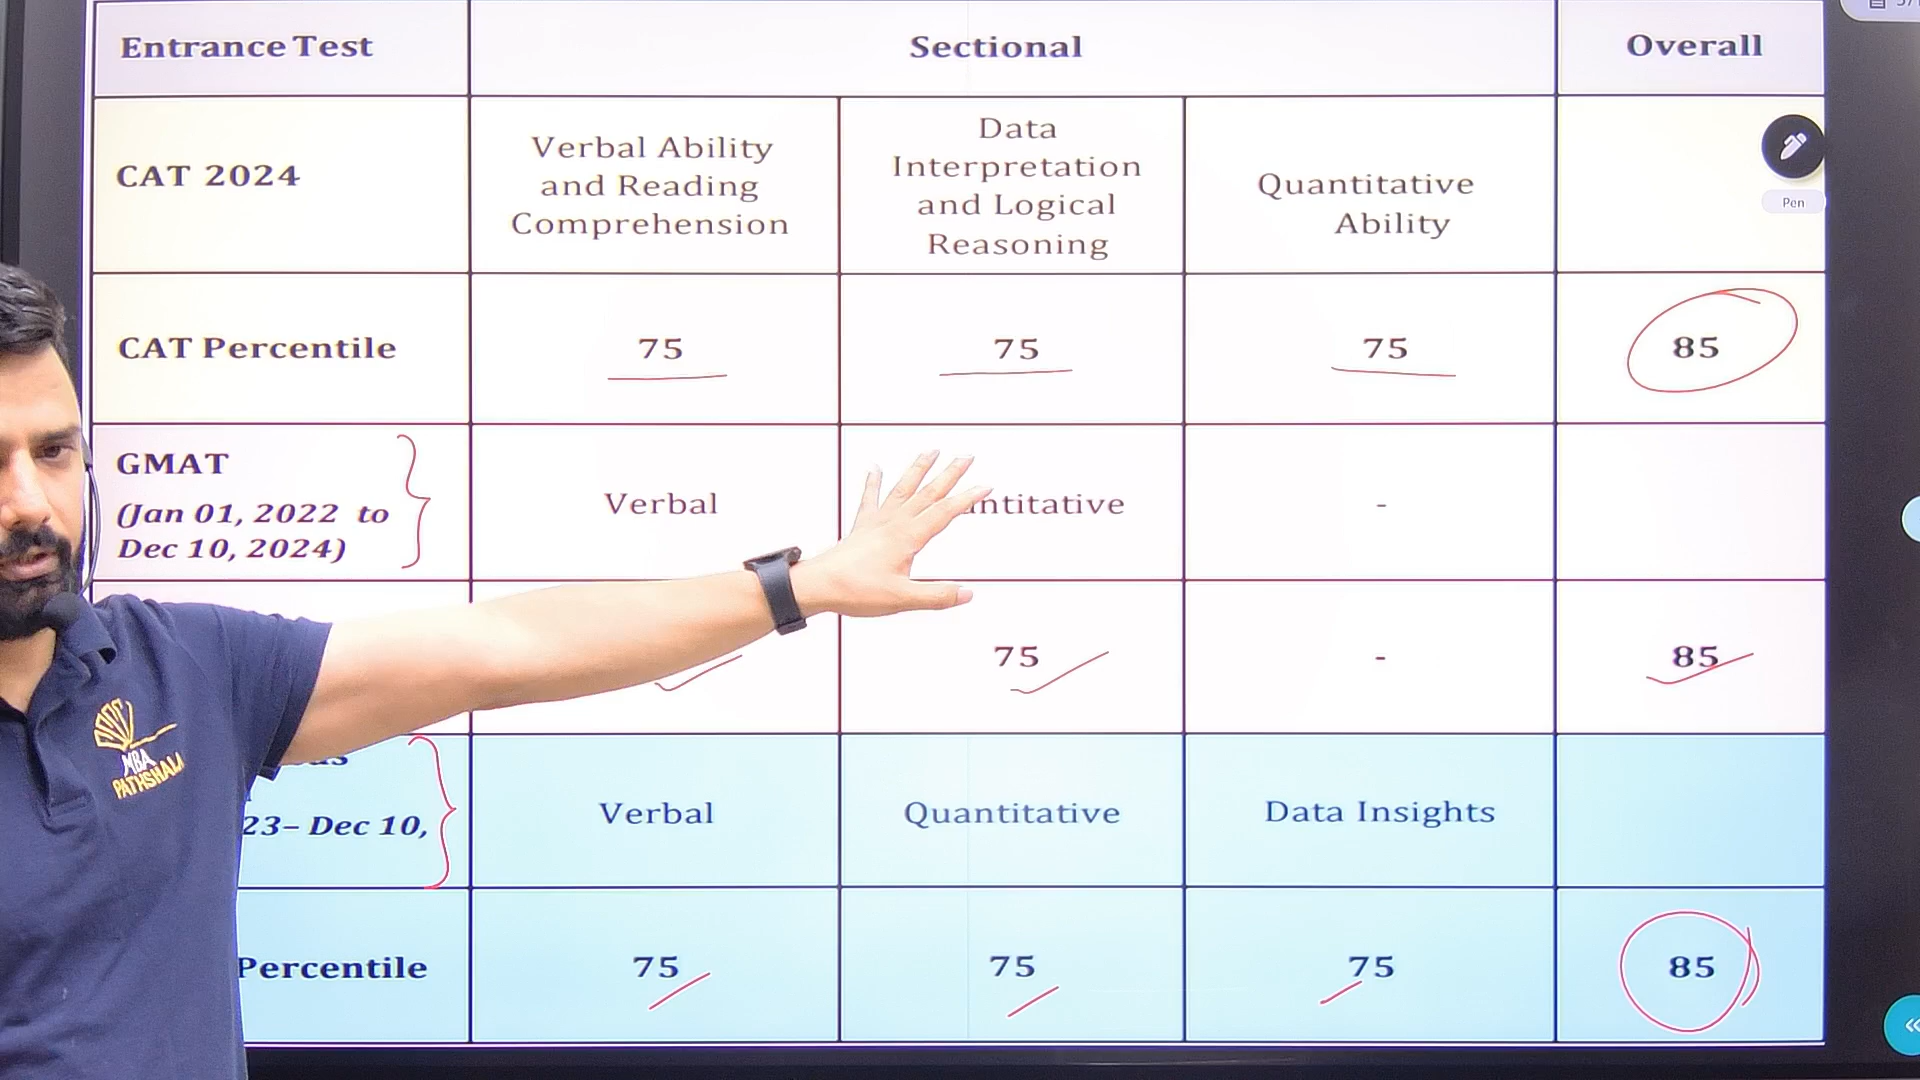 Entrance Test Sectional Overall
CAT 2024
Verbal Ability
and Reading
Comprehension
Data
Interpretation
and Logical
Reasoning
Quantitative
Ability
Pen
CAT Percentile 75 75 75 85
GMAT
(Jan 01, 2022 to
Dec 10, 2024)
Verbal
-
75 - 85
23– Dec 10,
Verbal Quantitative Data Insights
Percentile 75 75 75 85
MBA
PATHSHALA